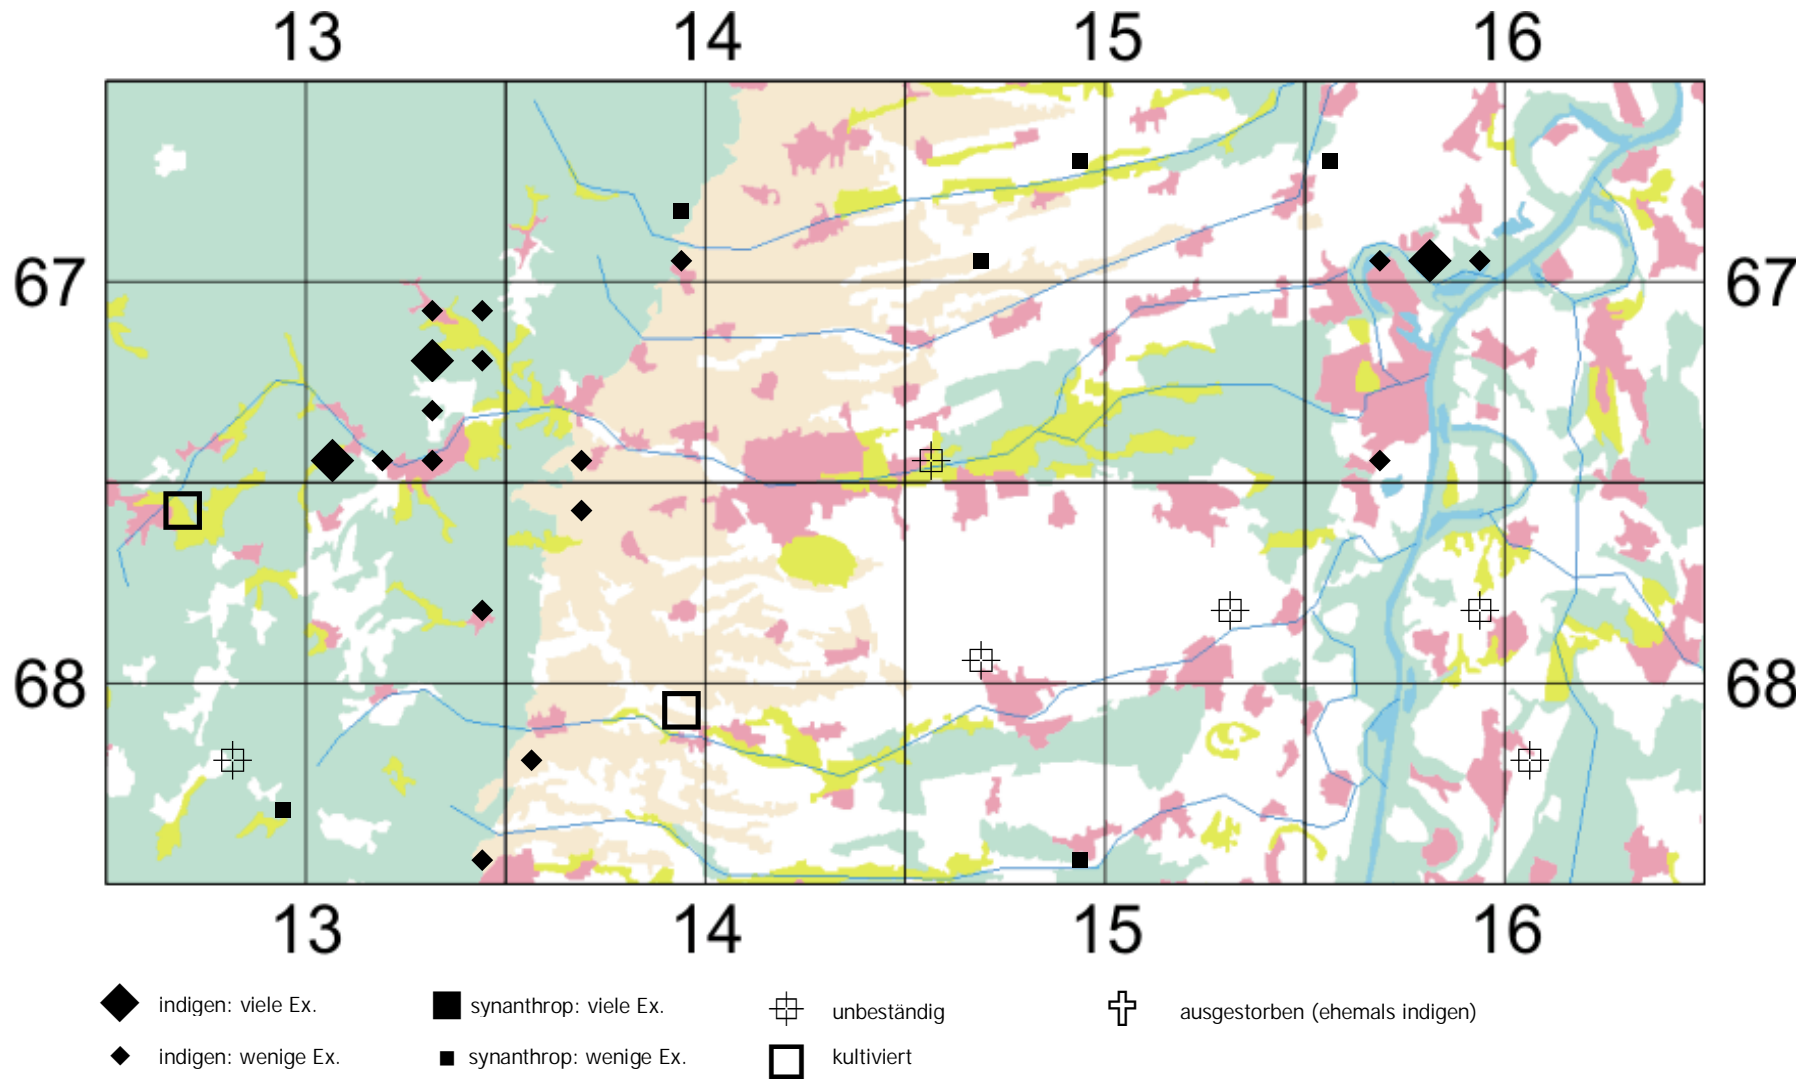 13 14 15 16
67 67
68 68
13 14 15 16
indigen: viele Ex. synanthrop: viele Ex. unbeständig ausgestorben (ehemals indigen)
indigen: wenige Ex. synanthrop: wenige Ex. kultiviert